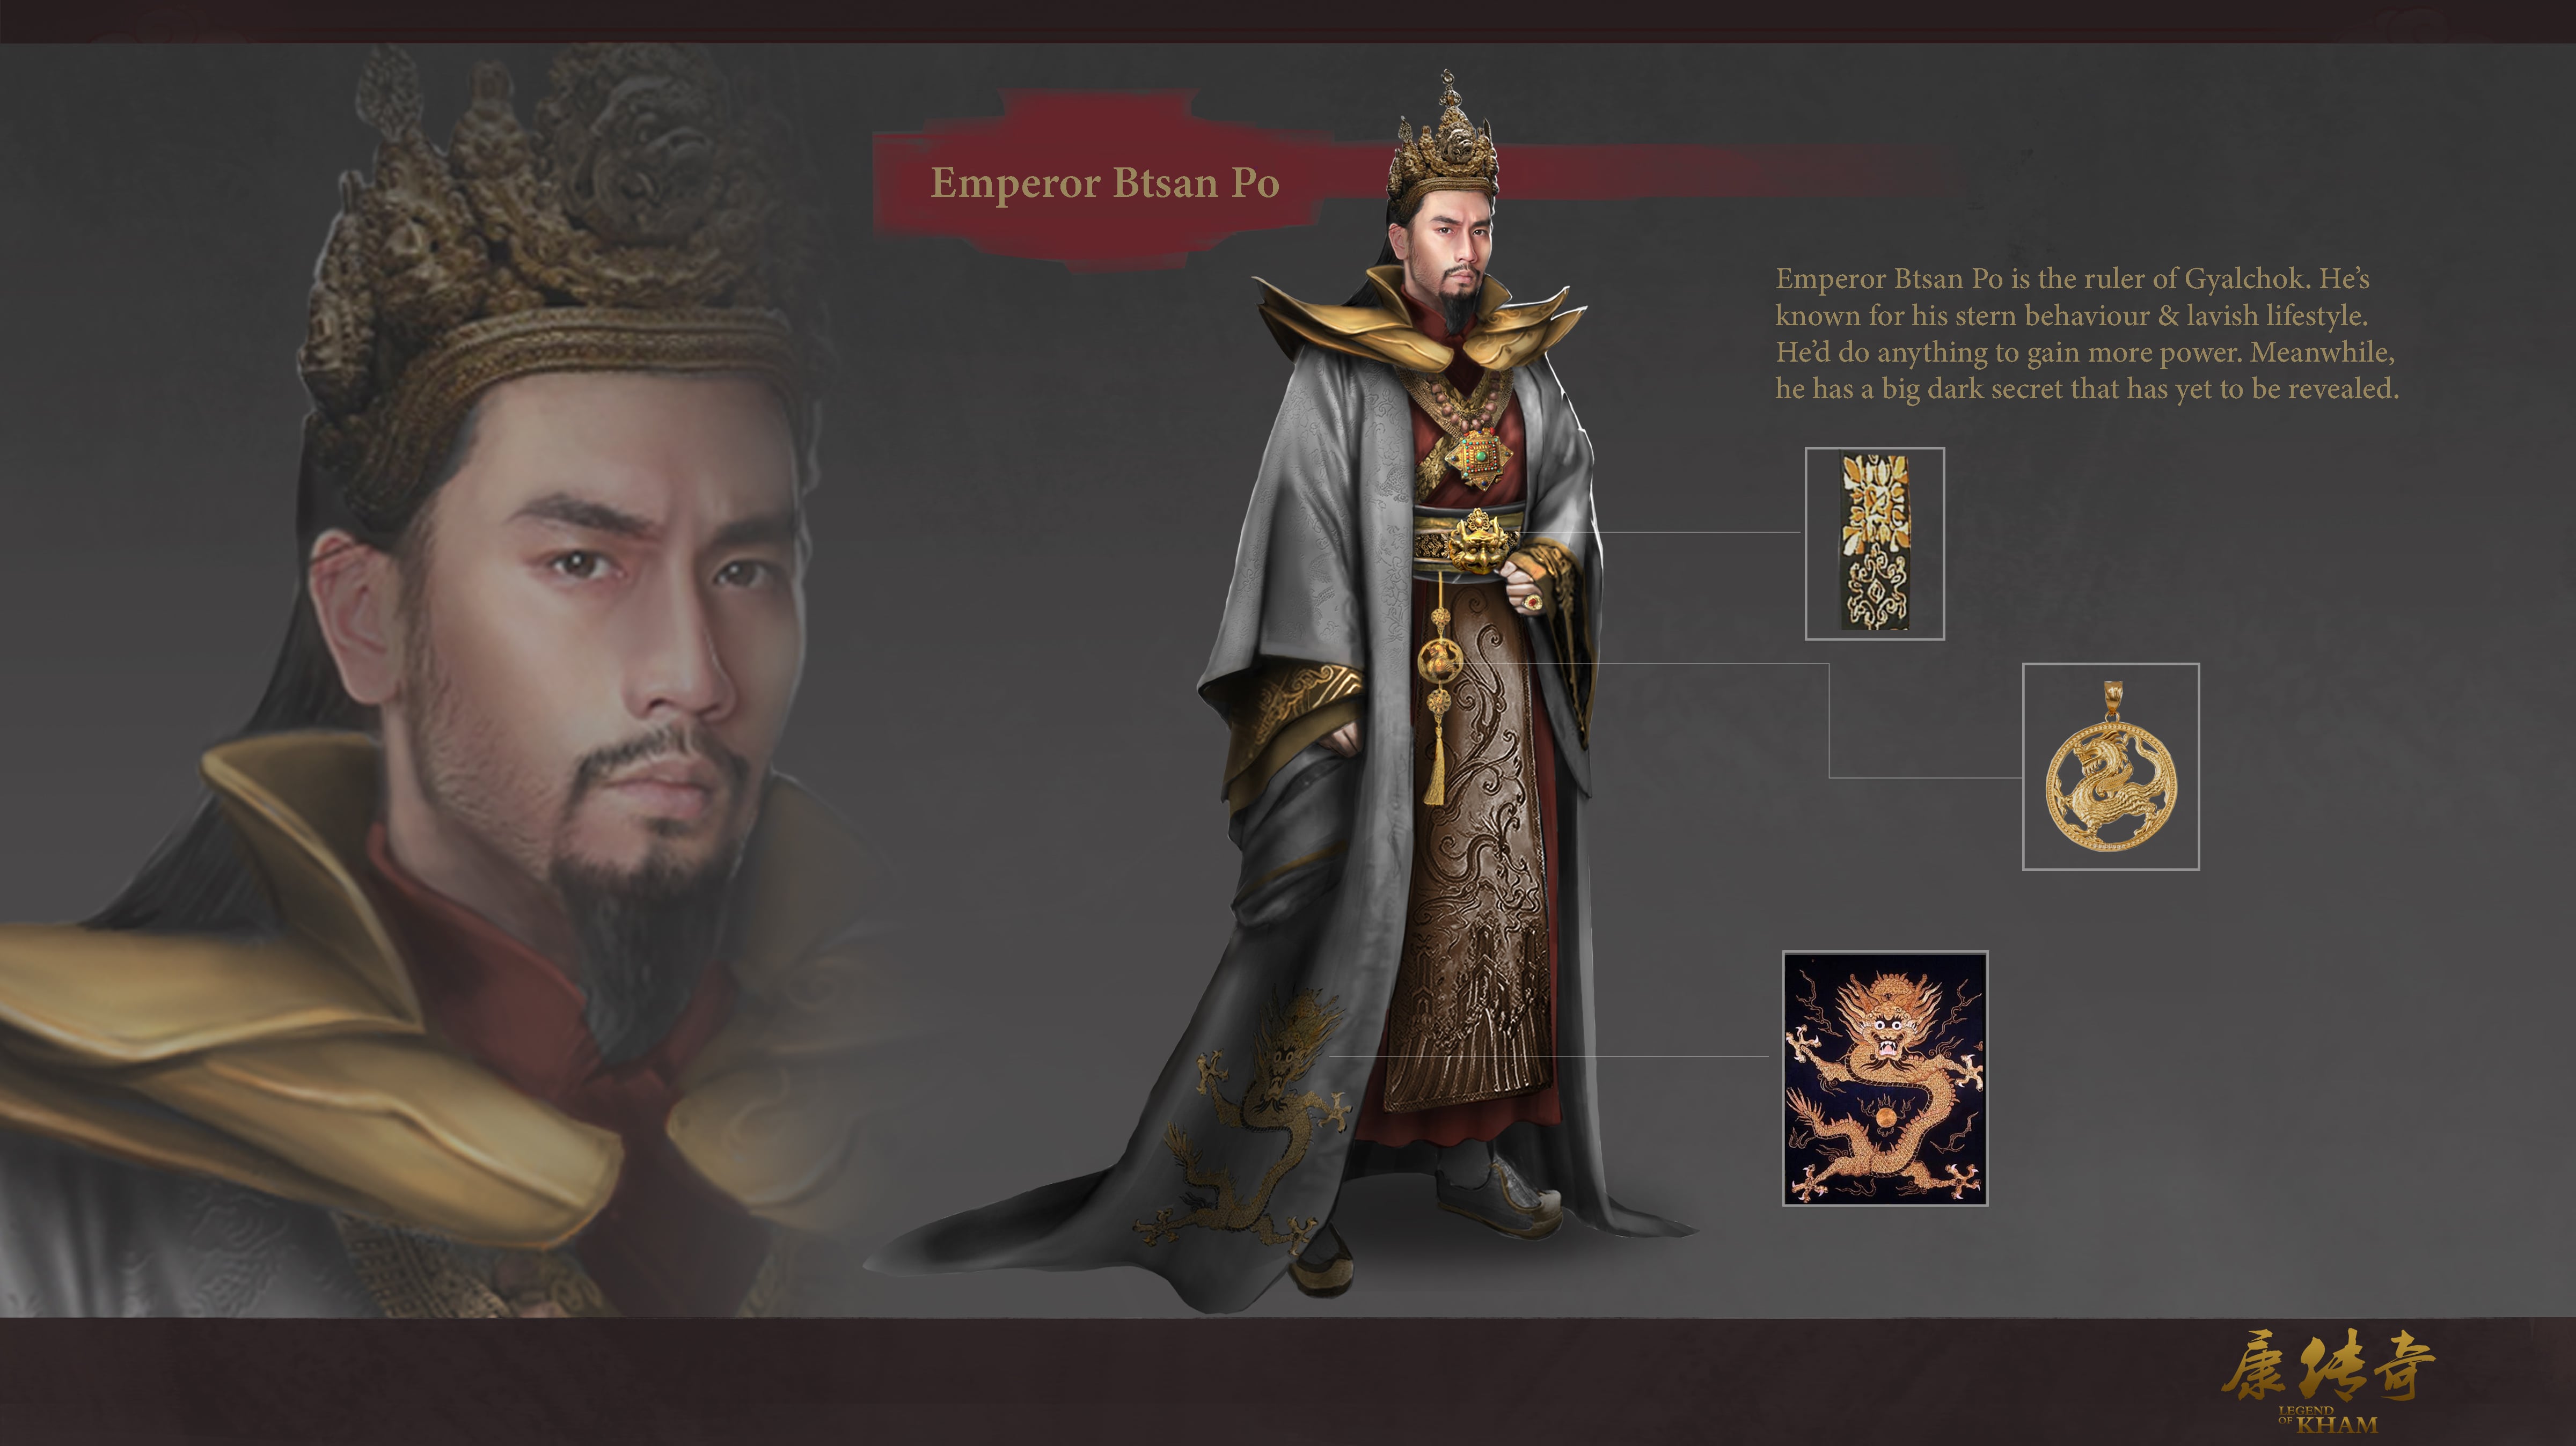 Emperor Btsan Po
Emperor Btsan Po is the ruler of Gyalchok. He’s
known for his stern behaviour & lavish lifestyle.
He’d do anything to gain more power. Meanwhile,
he has a big dark secret that has yet to be revealed.
康传奇
LEGEND
OF KHAM